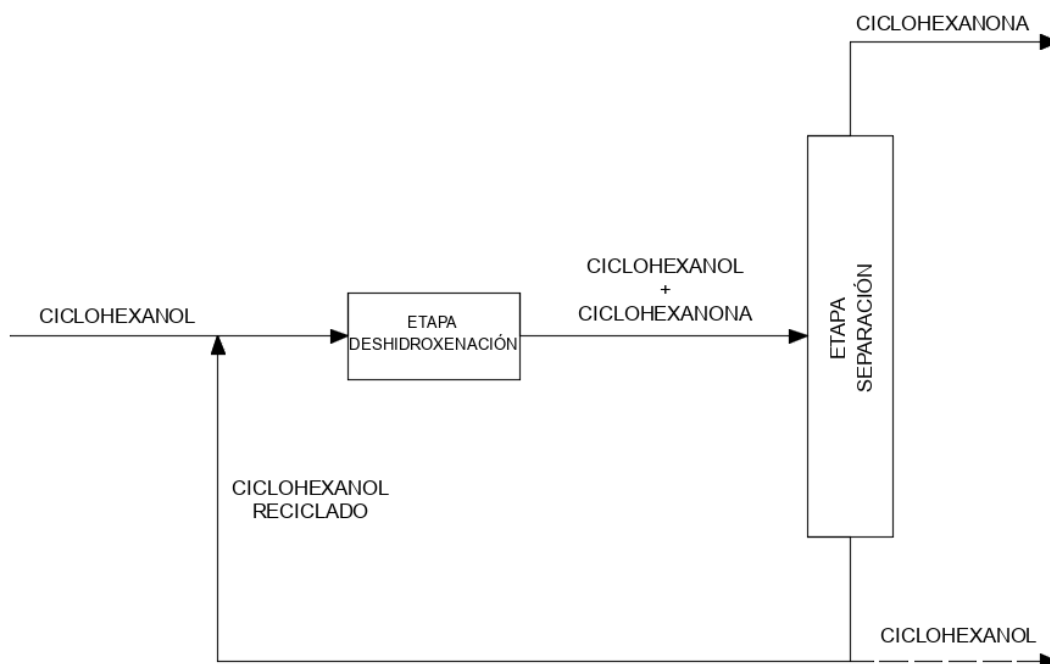 CICLOHEXANONA
CICLOHEXANOL
+
CICLOHEXANONA
CICLOHEXANOL
ETAPA
DESHIDROXENACIÓN
ETAPA
SEPARACIÓN
CICLOHEXANOL
RECICLADO
CICLOHEXANOL